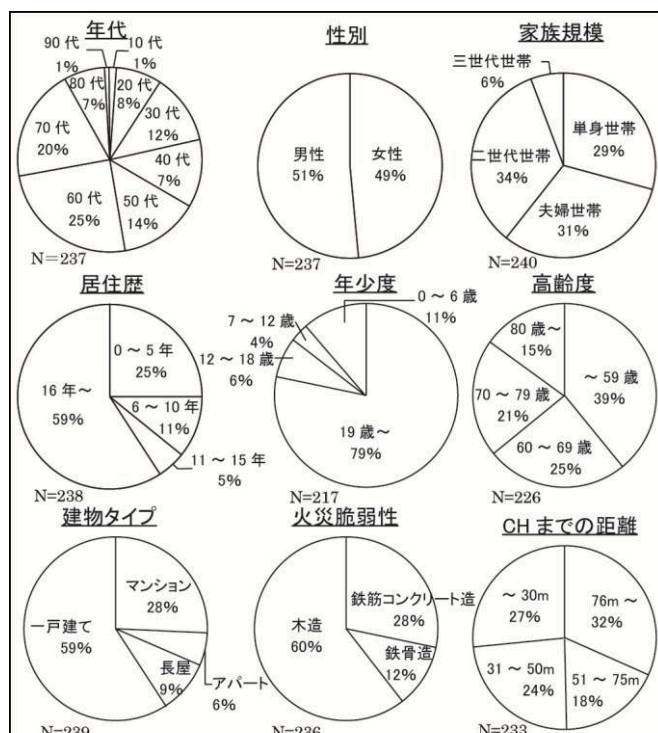 年代
90 代
1%
10 代
1%
80 代
7%
20 代
8%
30 代
12%
70 代
20%
40 代
7%
60 代
25%
50 代
14%
N=237
性別
男性
51%
女性
49%
N=237
家族規模
三世代世帯
6%
単身世帯
29%
二世代世帯
34%
夫婦世帯
31%
N=240
居住歴
0 ～ 5 年
25%
16 年～
59%
6 ～ 10 年
11%
11 ～ 15 年
5%
N=238
年少度
0 ～ 6 歳
11%
7 ～ 12 歳
4%
12 ～ 18 歳
6%
19 歳～
79%
N=217
高齢度
80 歳～
15%
～ 59 歳
39%
70 ～ 79 歳
21%
60 ～ 69 歳
25%
N=226
建物タイプ
マンション
28%
一戸建て
59%
長屋
9%
アパート
6%
N=239
火災脆弱性
鉄筋コンクリート造
28%
木造
60%
鉄骨造
12%
N=236
CH までの距離
～ 30m
27%
76m ～
32%
31 ～ 50m
24%
51 ～ 75m
18%
N=233